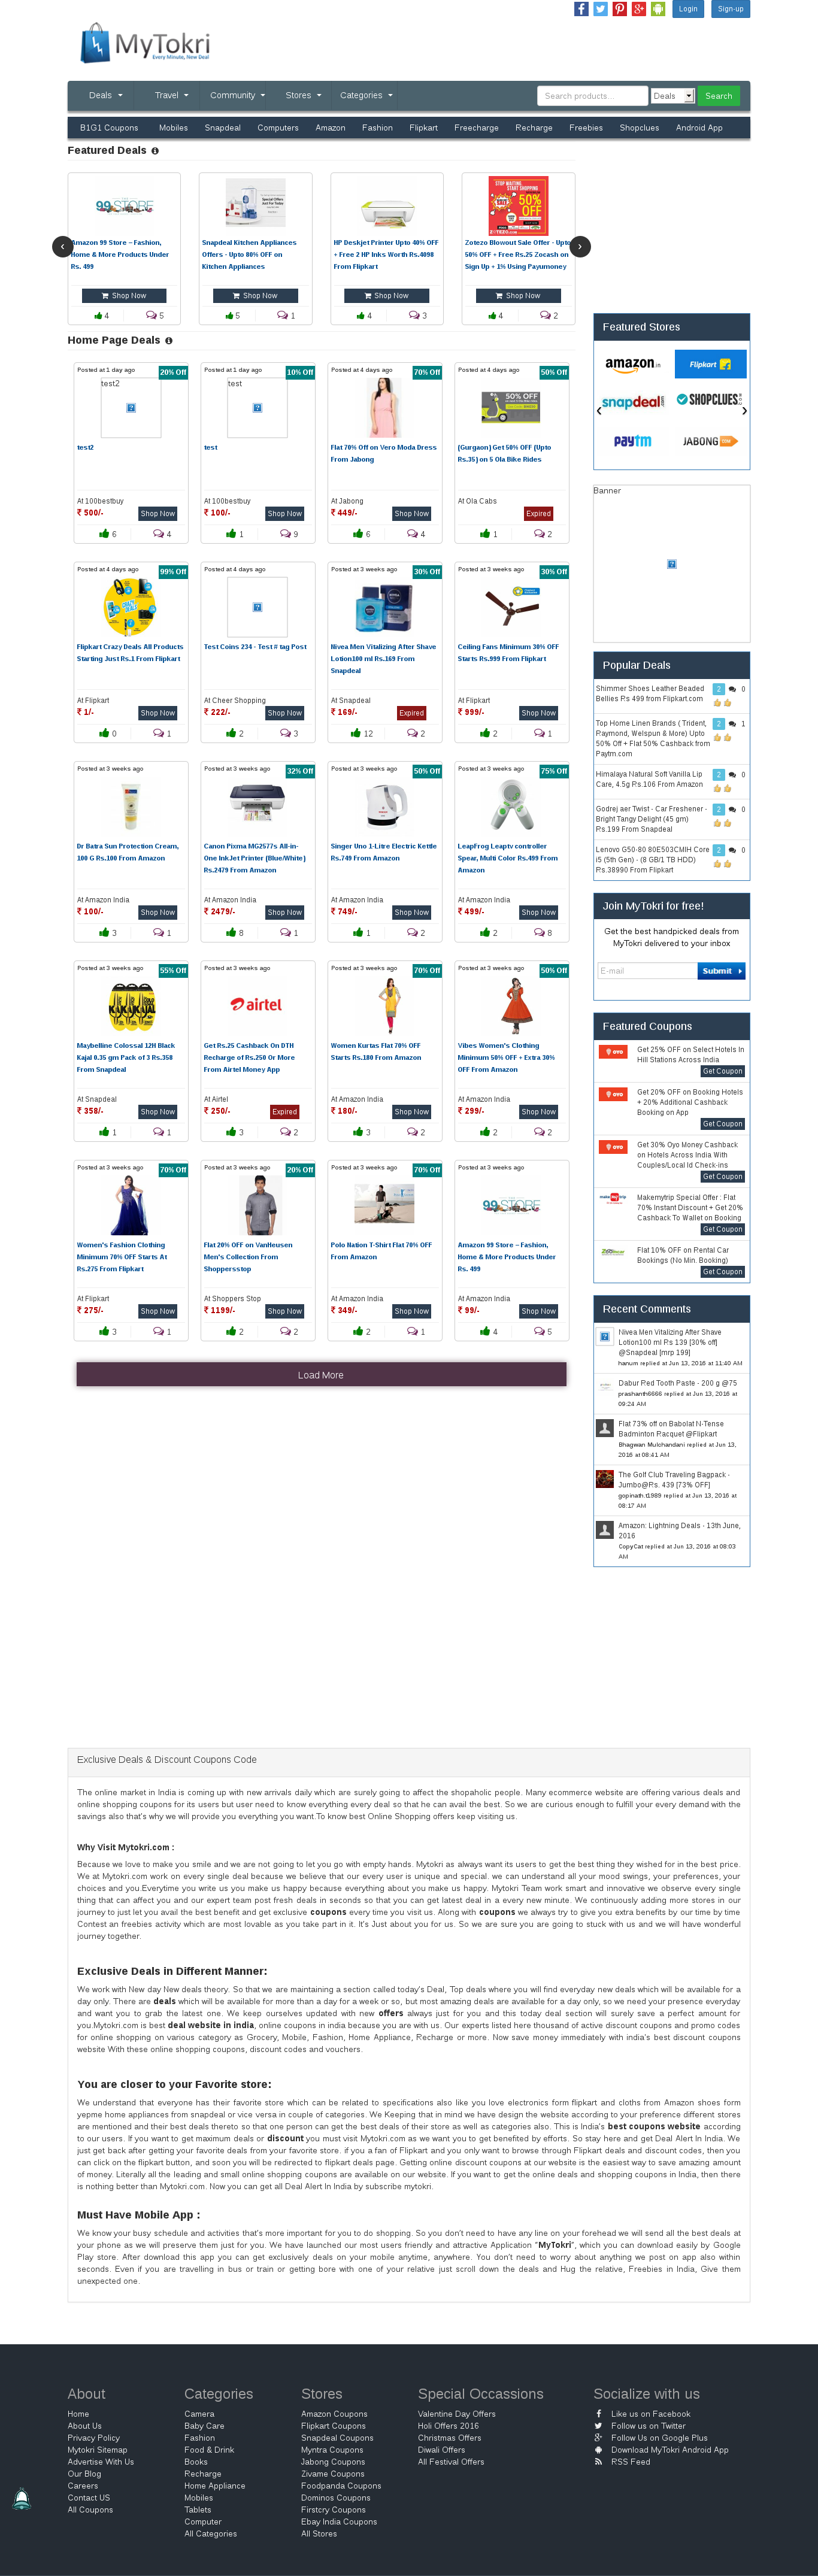 Login
Sign-up
MyTokri
Every Minute, New Deal
Deals
Travel
Community
Stores
Categories
Search products...
Deals
Search
B1G1 Coupons
Mobiles
Snapdeal
Computers
Amazon
Fashion
Flipkart
Freecharge
Recharge
Freebies
Shopclues
Android App
Featured Deals
Amazon 99 Store – Fashion,
Home & More Products Under
Rs. 499
Shop Now
4
5
Snapdeal Kitchen Appliances
Offers - Upto 80% OFF on
Kitchen Appliances
Shop Now
5
1
HP Deskjet Printer Upto 40% OFF
+ Free 2 HP Inks Worth Rs.4098
From Flipkart
Shop Now
4
3
Zotezo Blowout Sale Offer - Upto
50% OFF + Free Rs.25 Zocash on
Sign Up + 1% Using Payumoney
Shop Now
4
2
Home Page Deals
Posted at 1 day ago
20% Off
test2
test2
At 100bestbuy
₹ 500/-
Shop Now
6
4
Posted at 1 day ago
10% Off
test
test
At 100bestbuy
₹ 100/-
Shop Now
1
9
Posted at 4 days ago
70% Off
Flat 70% Off on Vero Moda Dress
From Jabong
At Jabong
₹ 449/-
Shop Now
6
4
Posted at 4 days ago
50% Off
(Gurgaon) Get 50% OFF (Upto
Rs.35) on 5 Ola Bike Rides
At Ola Cabs
Expired
1
2
Posted at 4 days ago
99% Off
Flipkart Crazy Deals All Products
Starting Just Rs.1 From Flipkart
At Flipkart
₹ 1/-
Shop Now
0
1
Posted at 4 days ago
Test Coins 234 - Test # tag Post
At Cheer Shopping
₹ 222/-
Shop Now
2
3
Posted at 3 weeks ago
30% Off
Nivea Men Vitalizing After Shave
Lotion100 ml Rs.169 From
Snapdeal
At Snapdeal
₹ 169/-
Expired
12
2
Posted at 3 weeks ago
30% Off
Ceiling Fans Minimum 30% OFF
Starts Rs.999 From Flipkart
At Flipkart
₹ 999/-
Shop Now
2
1
Posted at 3 weeks ago
Dr Batra Sun Protection Cream,
100 G Rs.100 From Amazon
At Amazon India
₹ 100/-
Shop Now
3
1
Posted at 3 weeks ago
32% Off
Canon Pixma MG2577s All-in-
One InkJet Printer (Blue/White)
Rs.2479 From Amazon
At Amazon India
₹ 2479/-
Shop Now
8
1
Posted at 3 weeks ago
50% Off
Singer Uno 1-Litre Electric Kettle
Rs.749 From Amazon
At Amazon India
₹ 749/-
Shop Now
1
2
Posted at 3 weeks ago
75% Off
LeapFrog Leaptv controller
Spear, Multi Color Rs.499 From
Amazon
At Amazon India
₹ 499/-
Shop Now
2
8
Posted at 3 weeks ago
55% Off
Maybelline Colossal 12H Black
Kajal 0.35 gm Pack of 3 Rs.358
From Snapdeal
At Snapdeal
₹ 358/-
Shop Now
1
1
Posted at 3 weeks ago
airtel
Get Rs.25 Cashback On DTH
Recharge of Rs.250 Or More
From Airtel Money App
At Airtel
₹ 250/-
Expired
3
2
Posted at 3 weeks ago
70% Off
Women Kurtas Flat 70% OFF
Starts Rs.180 From Amazon
At Amazon India
₹ 180/-
Shop Now
3
2
Posted at 3 weeks ago
50% Off
Vibes Women's Clothing
Minimum 50% OFF + Extra 30%
OFF From Amazon
At Amazon India
₹ 299/-
Shop Now
2
2
Posted at 3 weeks ago
70% Off
Women's Fashion Clothing
Minimum 70% OFF Starts At
Rs.275 From Flipkart
At Flipkart
₹ 275/-
Shop Now
3
1
Posted at 3 weeks ago
20% Off
Flat 20% OFF on VanHeusen
Men's Collection From
Shoppersstop
At Shoppers Stop
₹ 1199/-
Shop Now
2
2
Posted at 3 weeks ago
70% Off
Polo Nation T-Shirt Flat 70% OFF
From Amazon
At Amazon India
₹ 349/-
Shop Now
2
1
Posted at 3 weeks ago
Amazon 99 Store – Fashion,
Home & More Products Under
Rs. 499
At Amazon India
₹ 99/-
Shop Now
4
5
Load More
Featured Stores
amazon.in
Flipkart
snapdeal.com
SHOPCLUES.com
paytm
JABONG
Banner
Popular Deals
Shimmer Shoes Leather Beaded
Bellies Rs 499 from Flipkart.com
2
0
Top Home Linen Brands ( Trident,
Raymond, Welspun & More) Upto
50% Off + Flat 50% Cashback from
Paytm.com
2
1
Himalaya Natural Soft Vanilla Lip
Care, 4.5g Rs.106 From Amazon
2
0
Godrej aer Twist - Car Freshener -
Bright Tangy Delight (45 gm)
Rs.199 From Snapdeal
2
0
Lenovo G50-80 80E503CMIH Core
i5 (5th Gen) - (8 GB/1 TB HDD)
Rs.38990 From Flipkart
2
0
Join MyTokri for free!
Get the best handpicked deals from
MyTokri delivered to your inbox
E-mail
Submit
Featured Coupons
Get 25% OFF on Select Hotels In
Hill Stations Across India
Get Coupon
Get 20% OFF on Booking Hotels
+ 20% Additional Cashback
Booking on App
Get Coupon
Get 30% Oyo Money Cashback
on Hotels Across India With
Couples/Local Id Check-ins
Get Coupon
Makemytrip Special Offer : Flat
70% Instant Discount + Get 20%
Cashback To Wallet on Booking
Get Coupon
Flat 10% OFF on Rental Car
Bookings (No Min. Booking)
Get Coupon
Recent Comments
Nivea Men Vitalizing After Shave
Lotion100 ml Rs 139 [30% off]
@Snapdeal [mrp 199]
hanum replied at Jun 13, 2016 at 11:40 AM
Dabur Red Tooth Paste - 200 g @75
prashanth6666 replied at Jun 13, 2016 at
09:24 AM
Flat 73% off on Babolat N-Tense
Badminton Racquet @Flipkart
Bhagwan Mulchandani replied at Jun 13,
2016 at 08:41 AM
The Golf Club Traveling Bagpack -
Jumbo@Rs. 439 [73% OFF]
gopinath.t1989 replied at Jun 13, 2016 at
08:17 AM
Amazon: Lightning Deals - 13th June,
2016
CopyCat replied at Jun 13, 2016 at 08:03
AM
Exclusive Deals & Discount Coupons Code
The online market in India is coming up with new arrivals daily which are surely going to affect the shopaholic people. Many ecommerce website are offering various deals and
online shopping coupons for its users but user need to know everything every deal so that he can avail the best. So we are curious enough to fulfill your every demand with the
savings also that's why we will provide you everything you want.To know best Online Shopping offers keep visiting us.
Why Visit Mytokri.com :
Because we love to make you smile and we are not going to let you go with empty hands. Mytokri as always want its users to get the best thing they wished for in the best price.
We at Mytokri.com work on every single deal because we believe that our every user is unique and special. we can understand all your mood swings, your preferences, your
choices and you.Everytime you write us you make us happy because everything about you make us happy. Mytokri Team work smart and innovative we observe every single
thing that can affect you and our expert team post fresh deals in seconds so that you can get latest deal in a every new minute. We continuously adding more stores in our
journey to just let you avail the best benefit and get exclusive coupons every time you visit us. Along with coupons we always try to give you extra benefits by our time by time
Contest an freebies activity which are most lovable as you take part in it. It's Just about you for us. So we are sure you are going to stuck with us and we will have wonderful
journey together.
Exclusive Deals in Different Manner:
We work with New day New deals theory. So that we are maintaining a section called today's Deal, Top deals where you will find everyday new deals which will be available for a
day only. There are deals which will be available for more than a day for a week or so, but most amazing deals are available for a day only, so we need your presence everyday
and want you to grab the latest one. We keep ourselves updated with new offers always just for you and this today deal section will surely save a perfect amount for
you.Mytokri.com is best deal website in india, online coupons in india because you are with us. Our experts listed here thousand of active discount coupons and promo codes
for online shopping on various category as Grocery, Mobile, Fashion, Home Appliance, Recharge or more. Now save money immediately with india's best discount coupons
website With these online shopping coupons, discount codes and vouchers.
You are closer to your Favorite store:
We understand that everyone has their favorite store which can be related to specifications also like you love electronics form flipkart and cloths from Amazon shoes form
yepme home appliances from snapdeal or vice versa in couple of categories. We Keeping that in mind we have design the website according to your preference different stores
are mentioned and their best deals thereto so that one person can get the best deals of their store as well as categories also. This is India's best coupons website according
to our users. If you want to get maximum deals or discount you must visit Mytokri.com as we want you to get benefited by efforts. So stay here and get Deal Alert In India. We
just get back after getting your favorite deals from your favorite store. if you a fan of Flipkart and you only want to browse through Flipkart deals and discount codes, then you
can click on the flipkart button, and soon you will be redirected to flipkart deals page. Getting online discount coupons at our website is the easiest way to save amazing amount
of money. Literally all the leading and small online shopping coupons are available on our website. If you want to get the online deals and shopping coupons in India, then there
is nothing better than Mytokri.com. Now you can get all Deal Alert In India by subscribe mytokri.
Must Have Mobile App :
We know your busy schedule and activities that's more important for you to do shopping. So you don't need to have any line on your forehead we will send all the best deals at
your phone as we will preserve them just for you. We have launched our most users friendly and attractive Application "MyTokri", which you can download easily by Google
Play store. After download this app you can get exclusively deals on your mobile anytime, anywhere. You don't need to worry about anything we post on app also within
seconds. Even if you are travelling in bus or train or getting bore with one of your relative just scroll down the deals and Hug the relative, Freebies in India, Give them
unexpected one.
About
Home
About Us
Privacy Policy
Mytokri Sitemap
Advertise With Us
Our Blog
Careers
Contact US
All Coupons
Categories
Camera
Baby Care
Fashion
Food & Drink
Books
Recharge
Home Appliance
Mobiles
Tablets
Computer
All Categories
Stores
Amazon Coupons
Flipkart Coupons
Snapdeal Coupons
Myntra Coupons
Jabong Coupons
Zivame Coupons
Foodpanda Coupons
Dominos Coupons
Firstcry Coupons
Ebay India Coupons
All Stores
Special Occassions
Valentine Day Offers
Holi Offers 2016
Christmas Offers
Diwali Offers
All Festival Offers
Socialize with us
Like us on Facebook
Follow us on Twitter
Follow Us on Google Plus
Download MyTokri Android App
RSS Feed